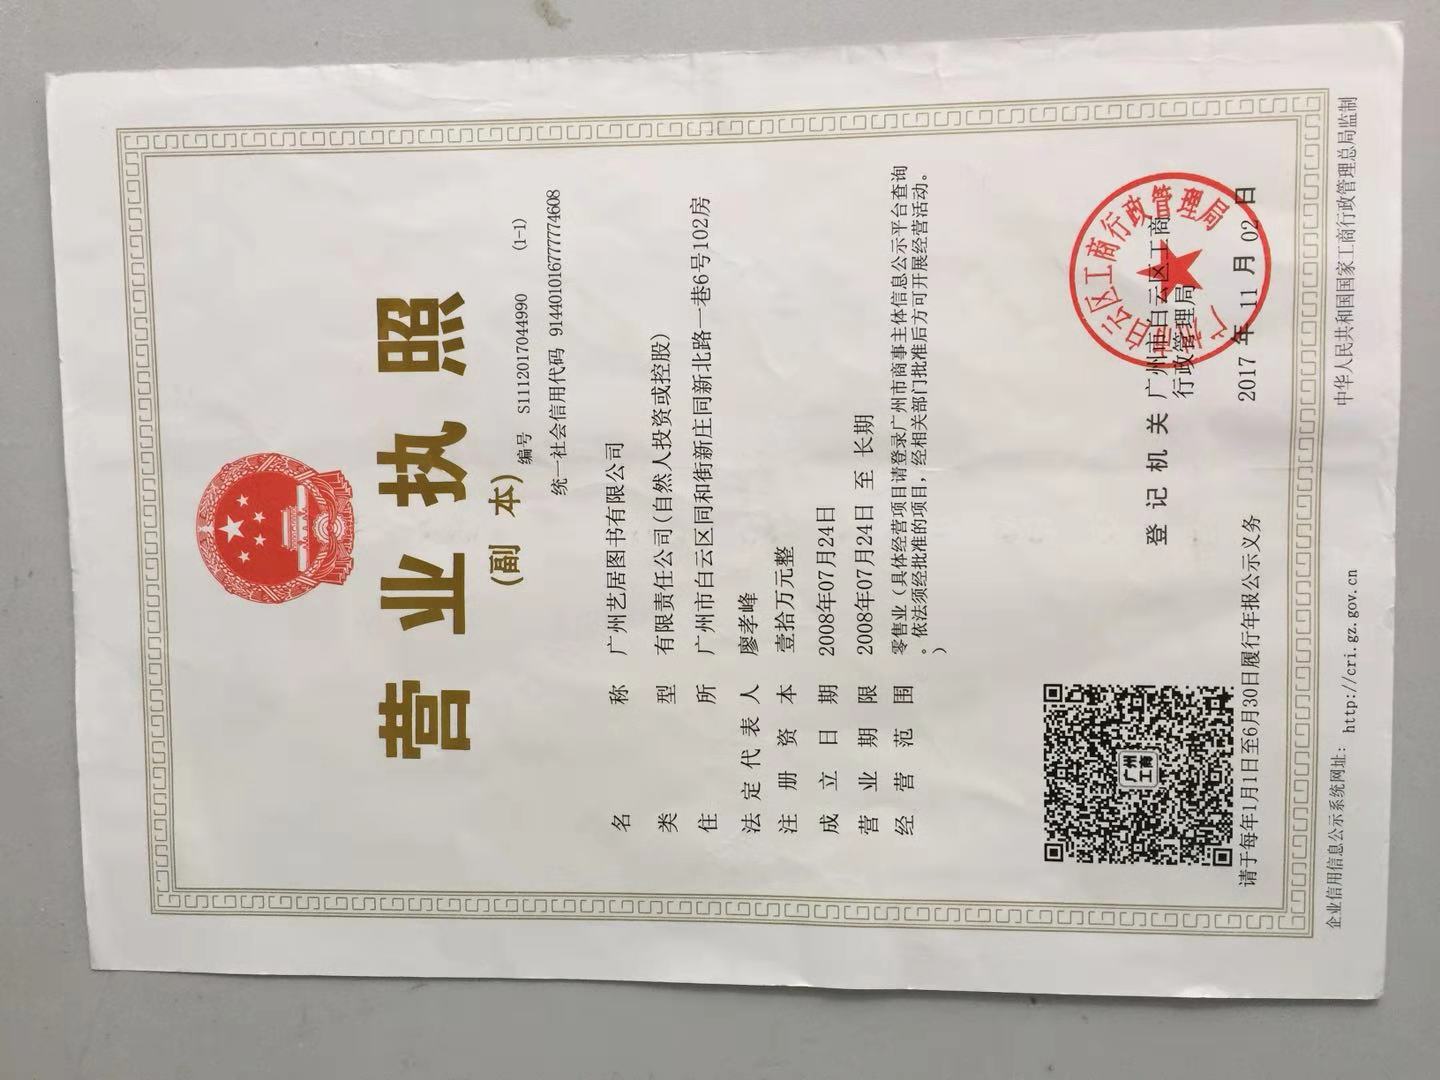 营业执照
(副 本)
编号 S1112017044990 (1-1)
统一社会信用代码 914401016777774608
名称 广州艺居图书有限公司
类型 有限责任公司(自然人投资或控股)
住所 广州市白云区同和街新庄同新北路一巷6号102房
法定代表人 廖孝峰
注册资本 壹拾万元整
成立日期 2008年07月24日
营业期限 2008年07月24日 至 长期
经营范围 零售业（具体经营项目请登录广州市商事主体信息公示平台查询
。依法须经批准的项目，经相关部门批准后方可开展经营活动。
）
广州工商
登记机关 广州市白云区工商
行政管理局
2017 年 11 月 02 日
广州市白云区工商行政管理局
请于每年1月1日至6月30日履行年报公示义务
企业信用信息公示系统网址： http://cri.gz.gov.cn
中华人民共和国国家工商行政管理总局监制